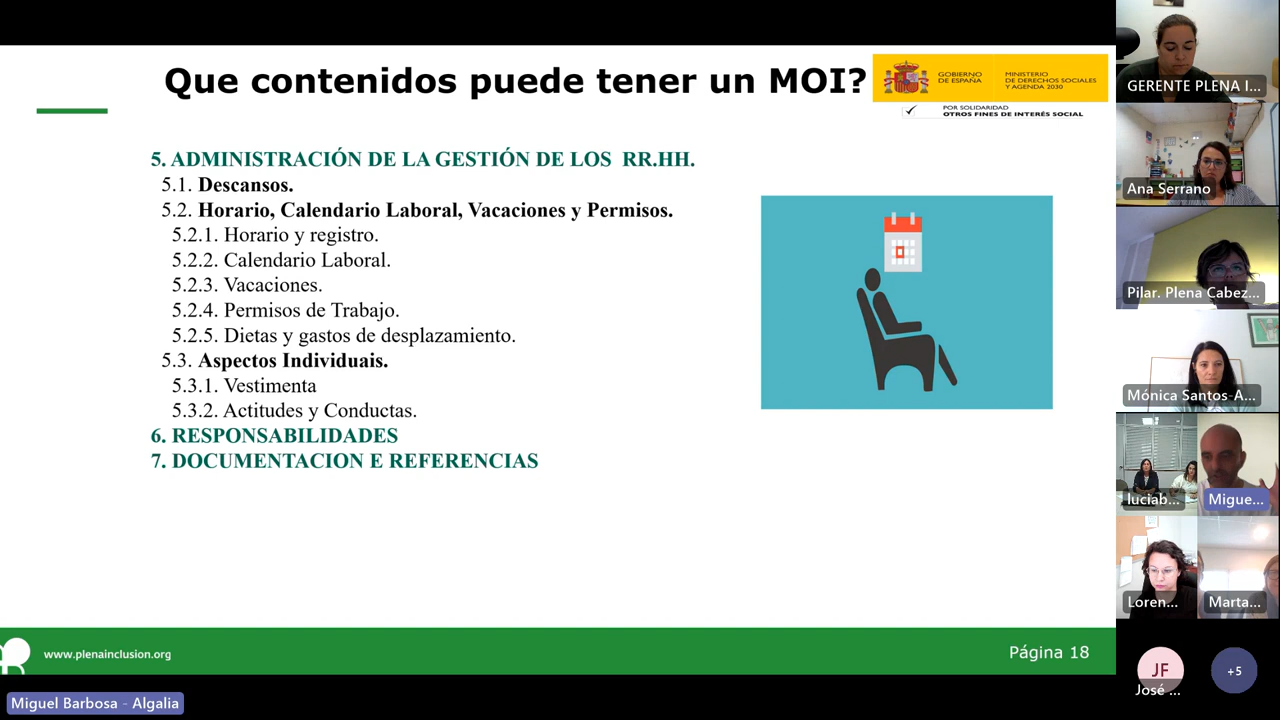 Que contenidos puede tener un MOI?
GOBIERNO
DE ESPAÑA
MINISTERIO
DE DERECHOS SOCIALES
Y AGENDA 2030
POR SOLIDARIDAD
OTROS FINES DE INTERÉS SOCIAL
5. ADMINISTRACIÓN DE LA GESTIÓN DE LOS RR.HH.
5.1. Descansos.
5.2. Horario, Calendario Laboral, Vacaciones y Permisos.
5.2.1. Horario y registro.
5.2.2. Calendario Laboral.
5.2.3. Vacaciones.
5.2.4. Permisos de Trabajo.
5.2.5. Dietas y gastos de desplazamiento.
5.3. Aspectos Individuais.
5.3.1. Vestimenta
5.3.2. Actitudes y Conductas.
6. RESPONSABILIDADES
7. DOCUMENTACION E REFERENCIAS
www.plenainclusion.org
Página 18
Miguel Barbosa - Algalia
GERENTE PLENA I...
Ana Serrano
Pilar. Plena Cabez...
Mónica Santos-A...
luciab...
Migue...
Loren...
Marta...
JF
José ...
+5